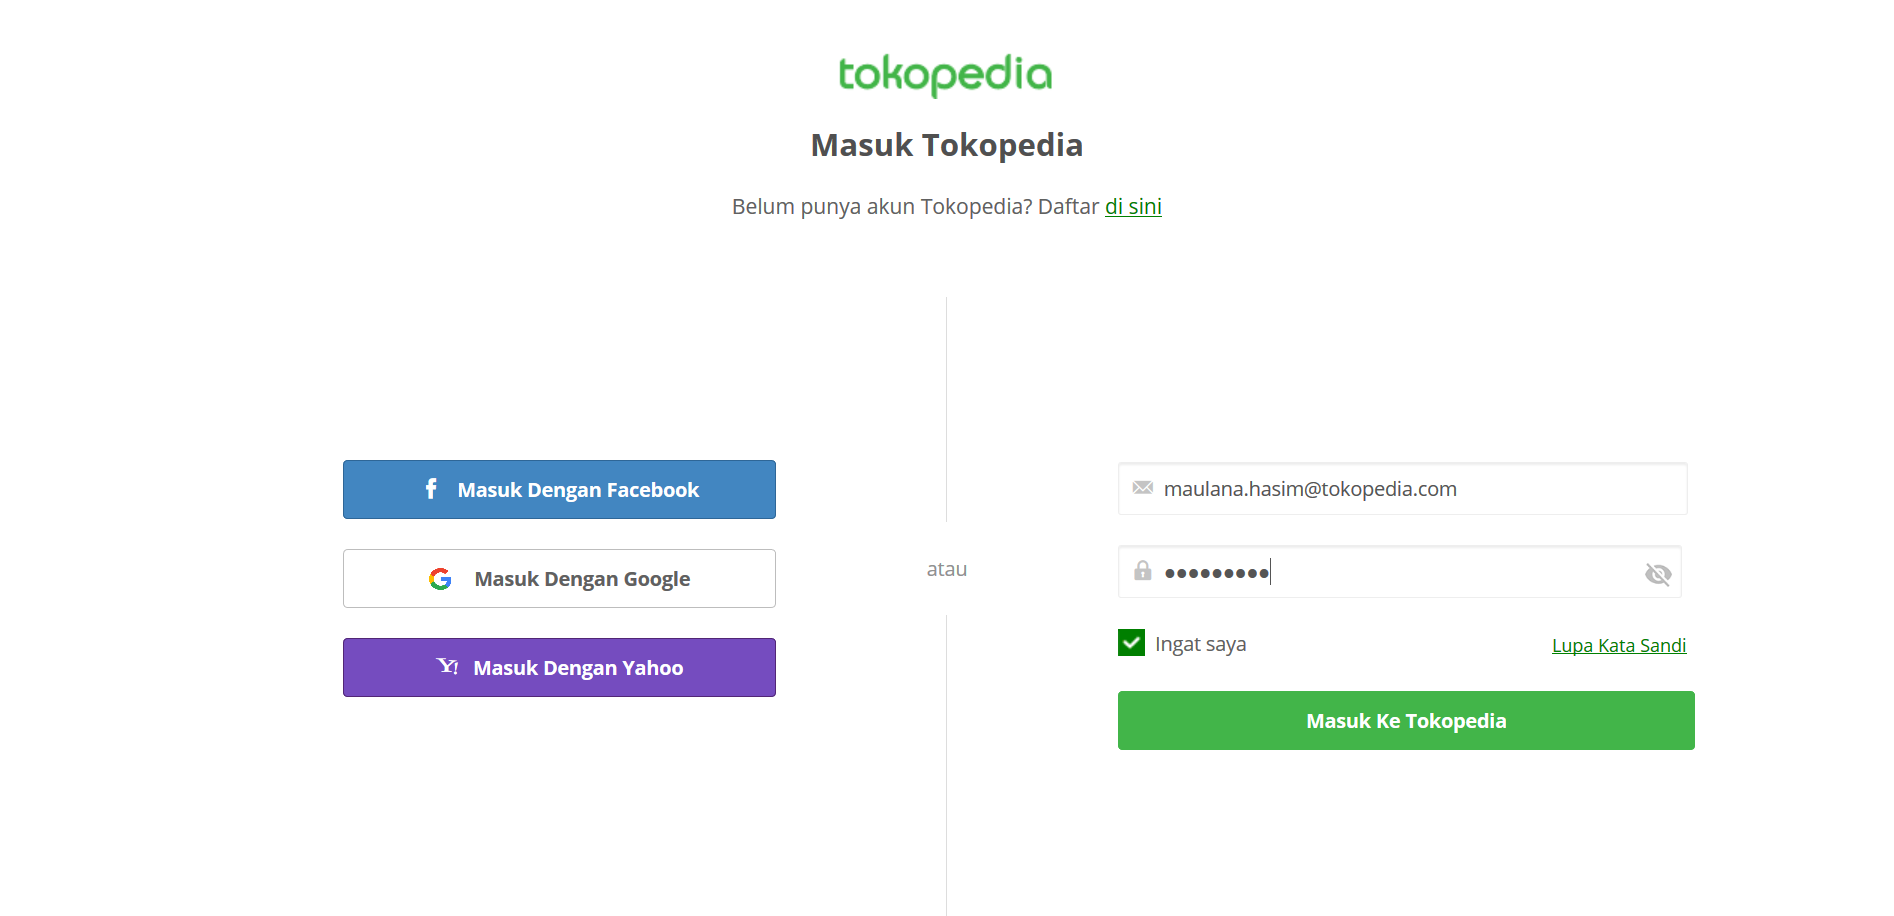 tokopedia
Masuk Tokopedia
Belum punya akun Tokopedia? Daftar di sini
Masuk Dengan Facebook
Masuk Dengan Google
Masuk Dengan Yahoo
atau
maulana.hasim@tokopedia.com
•••••••••
Ingat saya
Lupa Kata Sandi
Masuk Ke Tokopedia